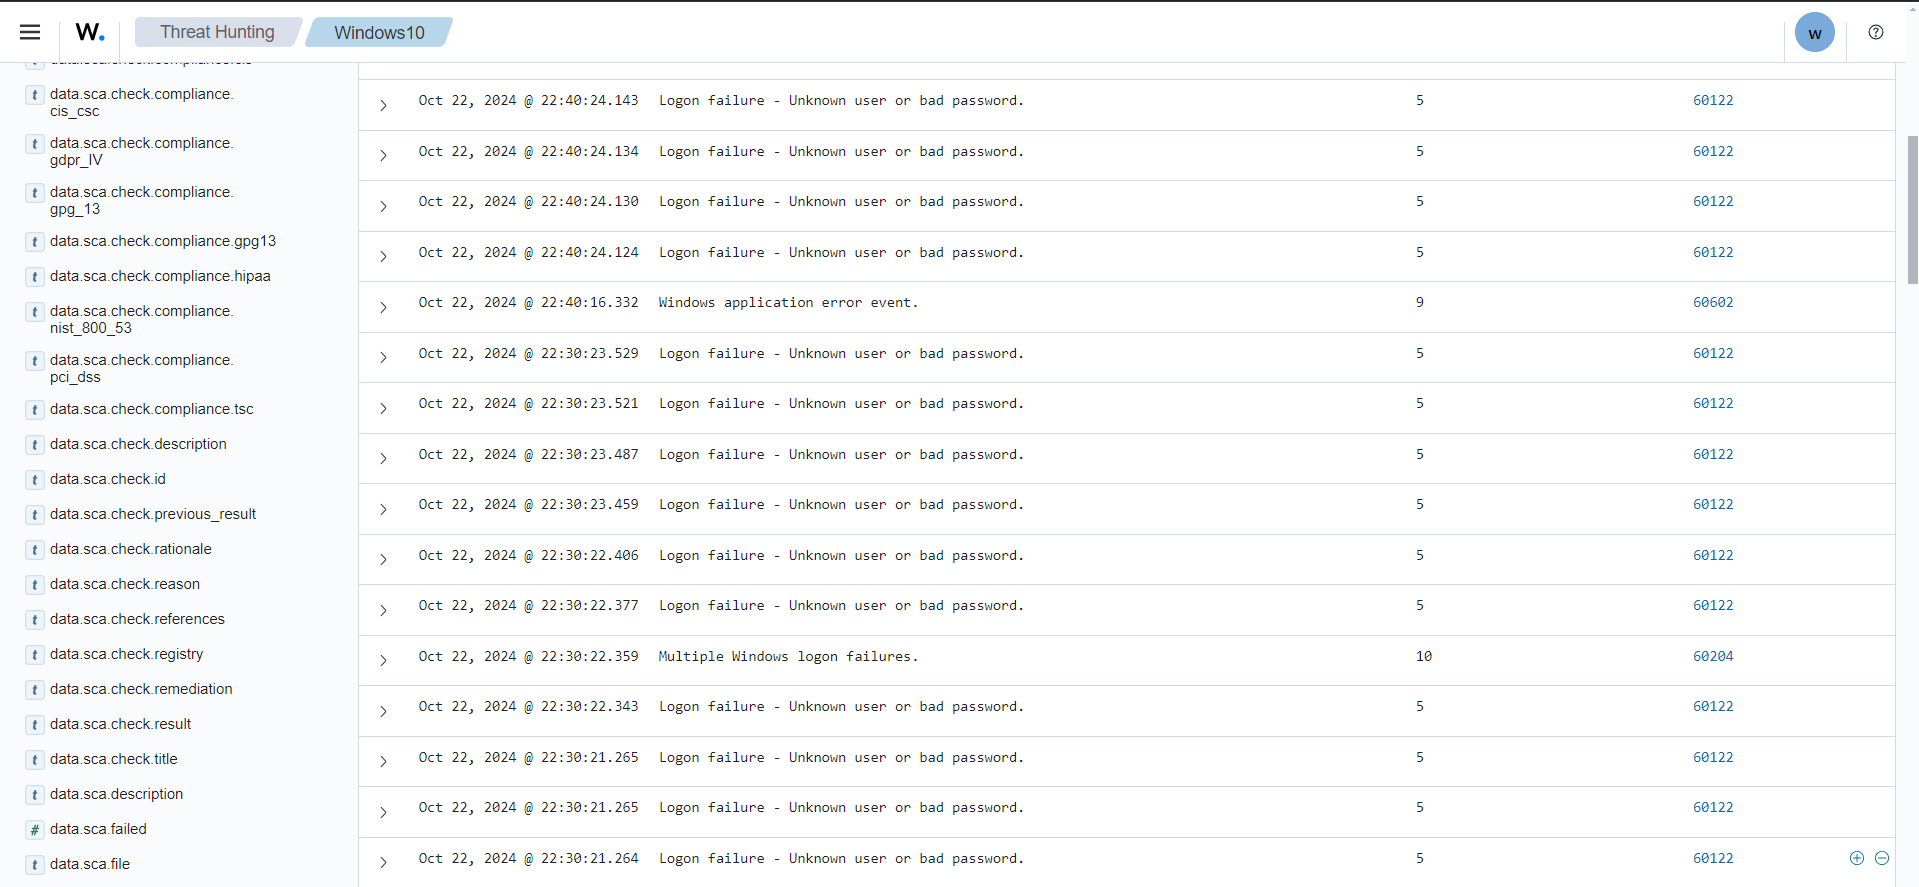 W.
Threat Hunting
Windows10
w
data.sca.check.compliance.cis
data.sca.check.compliance.
cis_csc
data.sca.check.compliance.
gdpr_IV
data.sca.check.compliance.
gpg_13
data.sca.check.compliance.gpg13
data.sca.check.compliance.hipaa
data.sca.check.compliance.
nist_800_53
data.sca.check.compliance.
pci_dss
data.sca.check.compliance.tsc
data.sca.check.description
data.sca.check.id
data.sca.check.previous_result
data.sca.check.rationale
data.sca.check.reason
data.sca.check.references
data.sca.check.registry
data.sca.check.remediation
data.sca.check.result
data.sca.check.title
data.sca.description
data.sca.failed
data.sca.file
Oct 22, 2024 @ 22:40:24.143 Logon failure - Unknown user or bad password. 5 60122
Oct 22, 2024 @ 22:40:24.134 Logon failure - Unknown user or bad password. 5 60122
Oct 22, 2024 @ 22:40:24.130 Logon failure - Unknown user or bad password. 5 60122
Oct 22, 2024 @ 22:40:24.124 Logon failure - Unknown user or bad password. 5 60122
Oct 22, 2024 @ 22:40:16.332 Windows application error event. 9 60602
Oct 22, 2024 @ 22:30:23.529 Logon failure - Unknown user or bad password. 5 60122
Oct 22, 2024 @ 22:30:23.521 Logon failure - Unknown user or bad password. 5 60122
Oct 22, 2024 @ 22:30:23.487 Logon failure - Unknown user or bad password. 5 60122
Oct 22, 2024 @ 22:30:23.459 Logon failure - Unknown user or bad password. 5 60122
Oct 22, 2024 @ 22:30:22.406 Logon failure - Unknown user or bad password. 5 60122
Oct 22, 2024 @ 22:30:22.377 Logon failure - Unknown user or bad password. 5 60122
Oct 22, 2024 @ 22:30:22.359 Multiple Windows logon failures. 10 60204
Oct 22, 2024 @ 22:30:22.343 Logon failure - Unknown user or bad password. 5 60122
Oct 22, 2024 @ 22:30:21.265 Logon failure - Unknown user or bad password. 5 60122
Oct 22, 2024 @ 22:30:21.265 Logon failure - Unknown user or bad password. 5 60122
Oct 22, 2024 @ 22:30:21.264 Logon failure - Unknown user or bad password. 5 60122